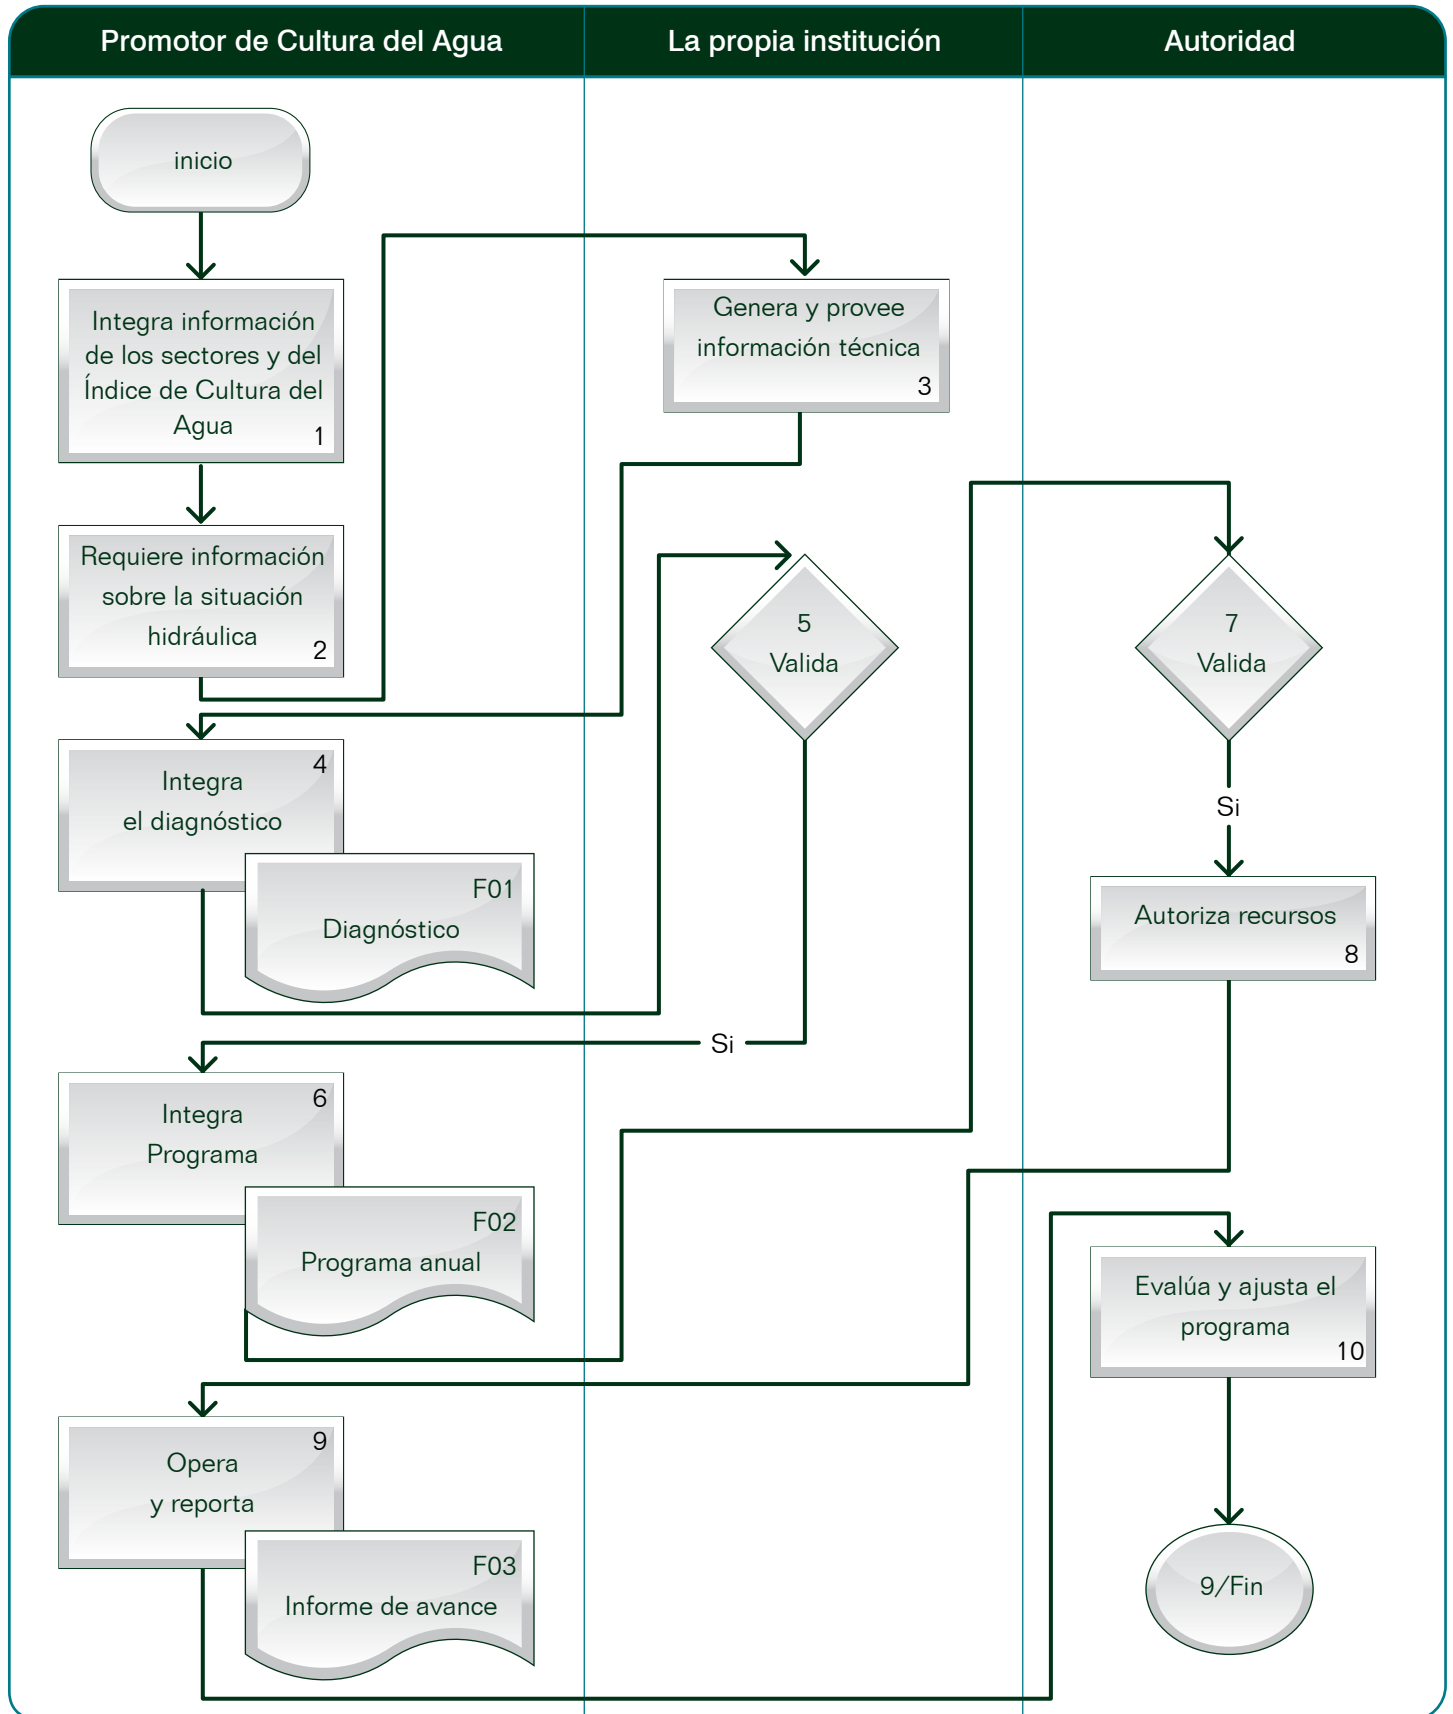 Promotor de Cultura del Agua
La propia institución
Autoridad
inicio
Integra información
de los sectores y del
Índice de Cultura del
Agua
1
Requiere información
sobre la situación
hidráulica
2
Genera y provee
información técnica
3
4
Integra
el diagnóstico
F01
Diagnóstico
5
Valida
Si
6
Integra
Programa
F02
Programa anual
7
Valida
Si
Autoriza recursos
8
9
Opera
y reporta
F03
Informe de avance
Evalúa y ajusta el
programa
10
9/Fin